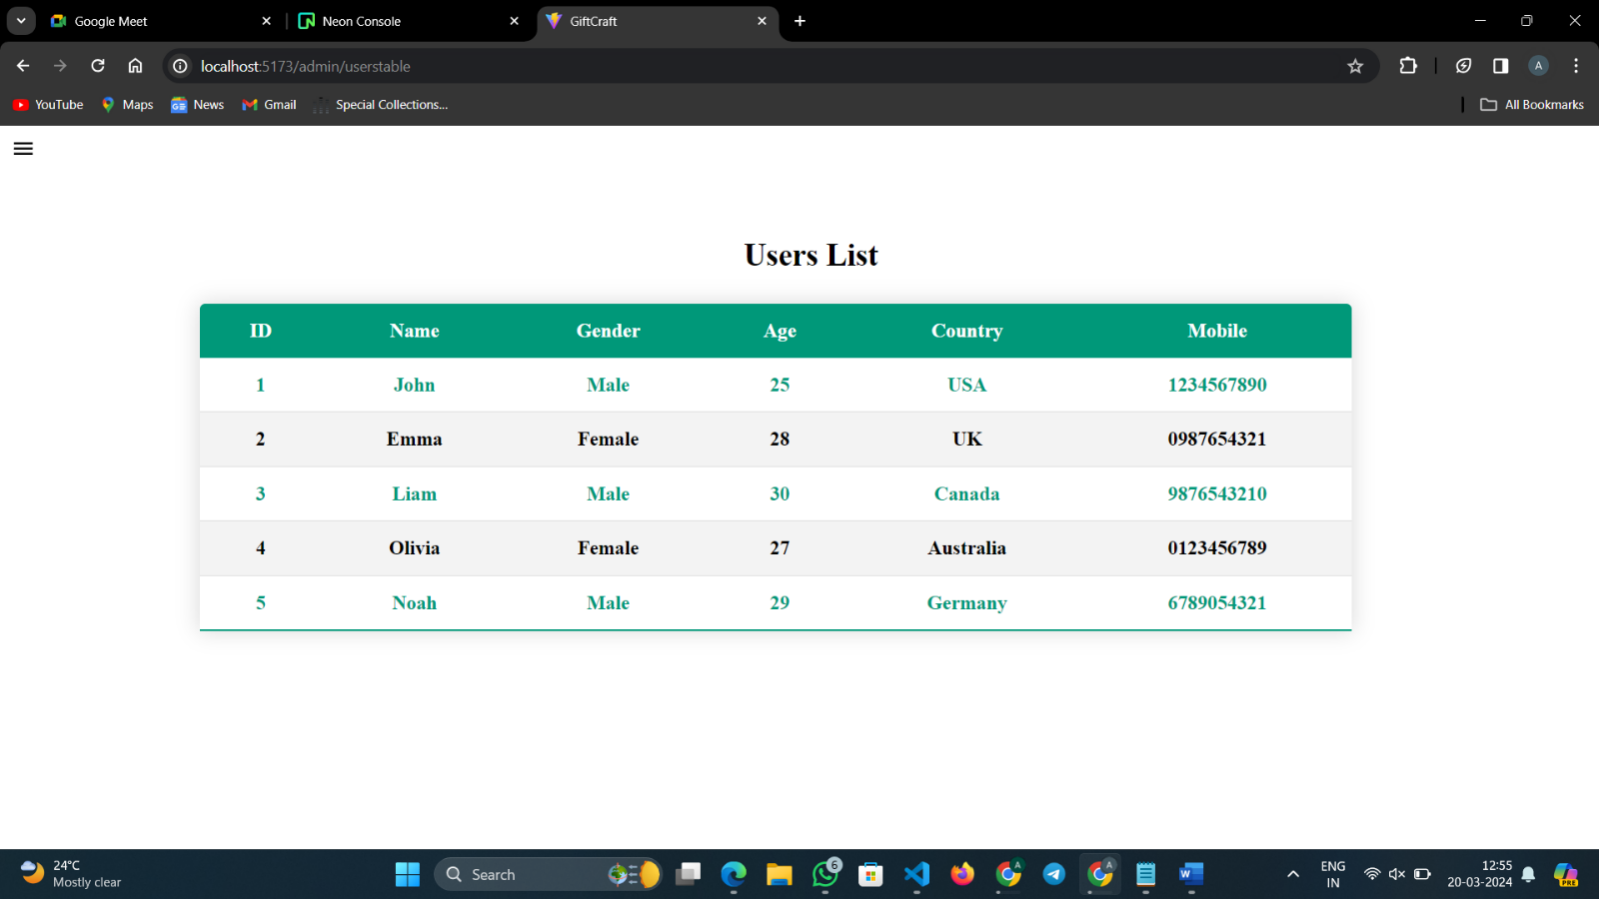 Google Meet
Neon Console
GiftCraft
localhost:5173/admin/userstable
A
YouTube
Maps
News
Gmail
Special Collections...
All Bookmarks
Users List
ID Name Gender Age Country Mobile
1 John Male 25 USA 1234567890
2 Emma Female 28 UK 0987654321
3 Liam Male 30 Canada 9876543210
4 Olivia Female 27 Australia 0123456789
5 Noah Male 29 Germany 6789054321
24°C
Mostly clear
Search
6
A
A
W
ENG
IN
12:55
20-03-2024
PRE